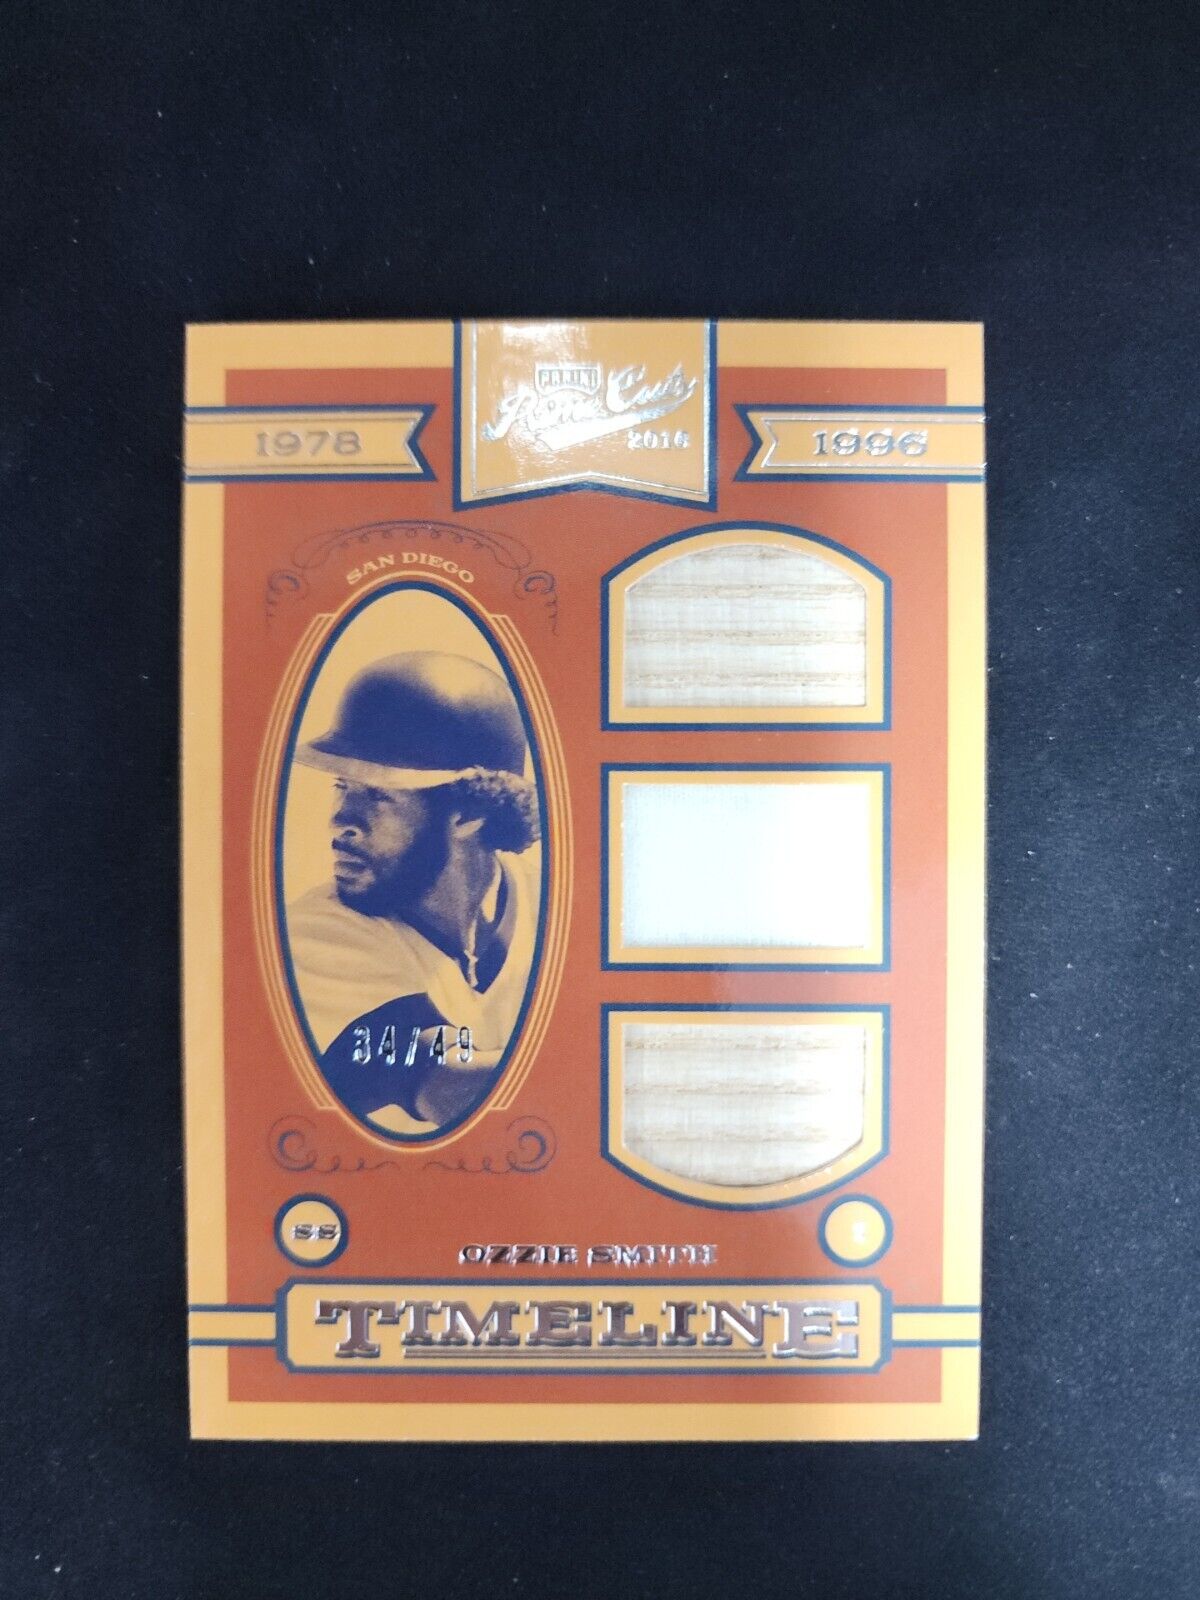 PANINI
Prime Cuts
2016
1978
1996
SAN DIEGO
34/49
SS
OZZIE SMITH
TIMELINE